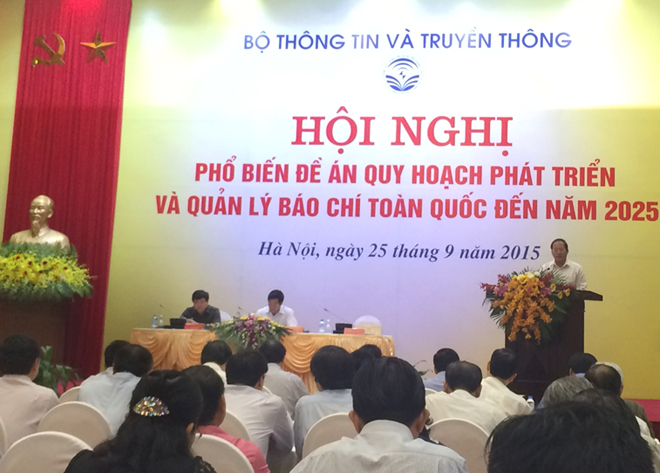 BỘ THÔNG TIN VÀ TRUYỀN THÔNG
HỘI NGHỊ
PHỔ BIẾN ĐỀ ÁN QUY HOẠCH PHÁT TRIỂN
VÀ QUẢN LÝ BÁO CHÍ TOÀN QUỐC ĐẾN NĂM 2025
Hà Nội, ngày 25 tháng 9 năm 2015